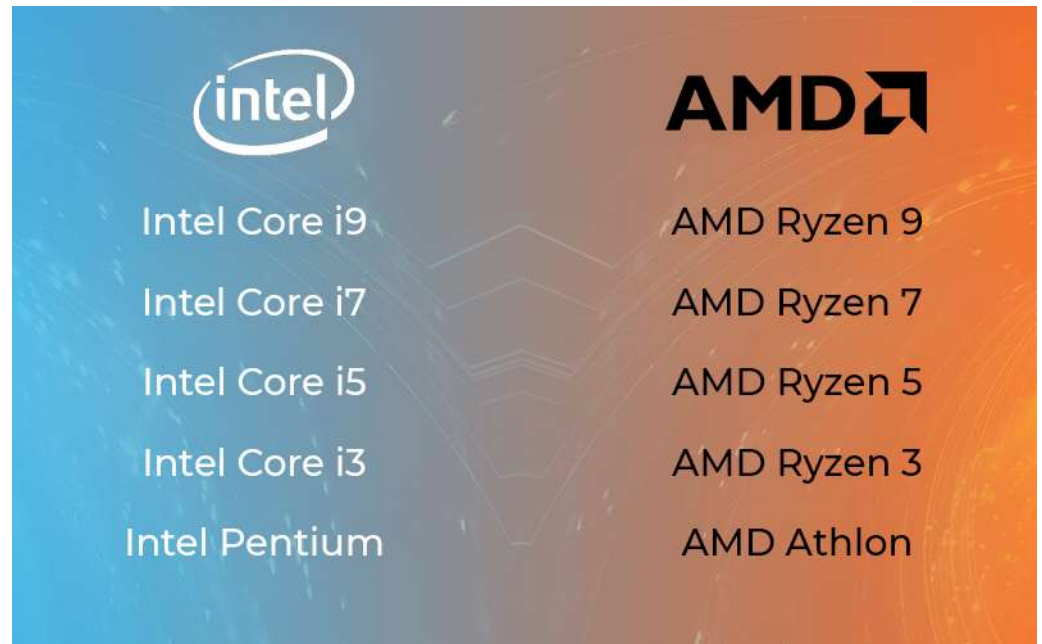 intel
Intel Core i9
Intel Core i7
Intel Core i5
Intel Core i3
Intel Pentium
AMD
AMD Ryzen 9
AMD Ryzen 7
AMD Ryzen 5
AMD Ryzen 3
AMD Athlon